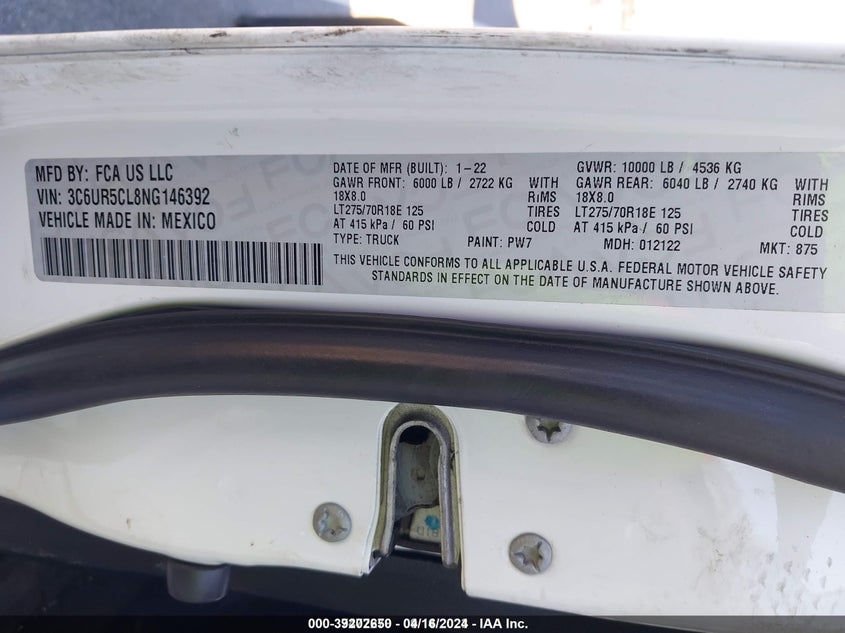 MFD BY: FCA US LLC
VIN: 3C6UR5CL8NG146392
VEHICLE MADE IN: MEXICO
DATE OF MFR (BUILT): 1-22 GVWR: 10000 LB / 4536 KG
GAWR FRONT: 6000 LB / 2722 KG WITH GAWR REAR: 6040 LB / 2740 KG WITH
18X8.0 RIMS 18X8.0 RIMS
LT275/70R18E 125 TIRES LT275/70R18E 125 TIRES
AT 415 kPa / 60 PSI COLD AT 415 kPa / 60 PSI COLD
TYPE: TRUCK PAINT: PW7 MDH: 012122 MKT: 875
THIS VEHICLE CONFORMS TO ALL APPLICABLE U.S.A. FEDERAL MOTOR VEHICLE SAFETY
STANDARDS IN EFFECT ON THE DATE OF MANUFACTURE SHOWN ABOVE.
04/16/2024 - IAA Inc.